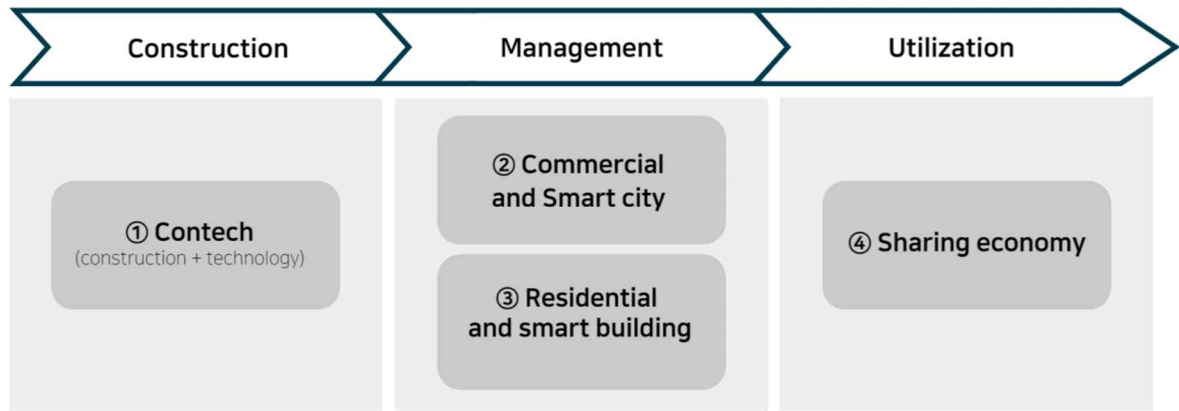 Construction
Management
Utilization
① Contech
(construction + technology)
② Commercial
and Smart city
③ Residential
and smart building
④ Sharing economy